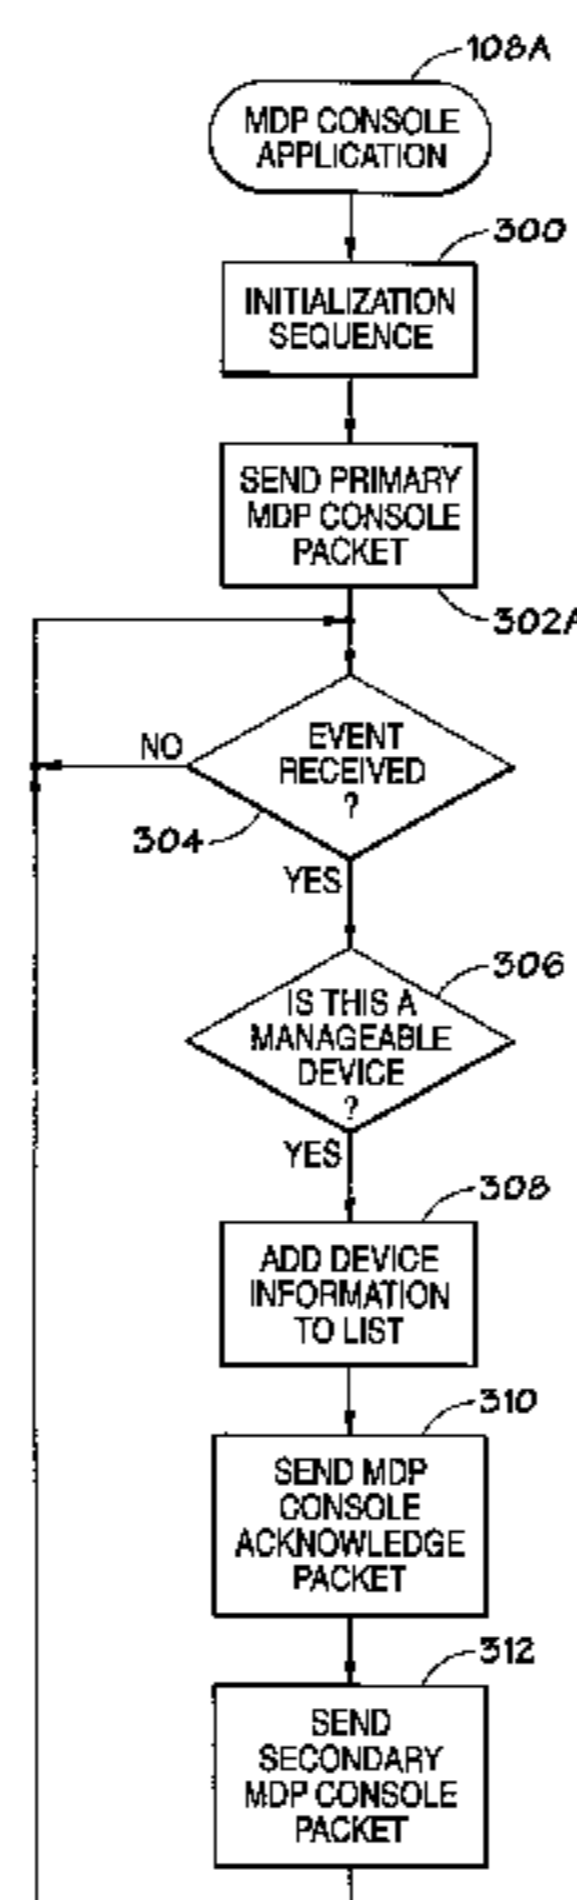 108A
MDP CONSOLE
APPLICATION
300
INITIALIZATION
SEQUENCE
SEND PRIMARY
MDP CONSOLE
PACKET
302A
EVENT
RECEIVED
?
NO
304
YES
306
IS THIS A
MANAGEABLE
DEVICE
?
YES
308
ADD DEVICE
INFORMATION
TO LIST
310
SEND MDP
CONSOLE
ACKNOWLEDGE
PACKET
312
SEND
SECONDARY
MDP CONSOLE
PACKET